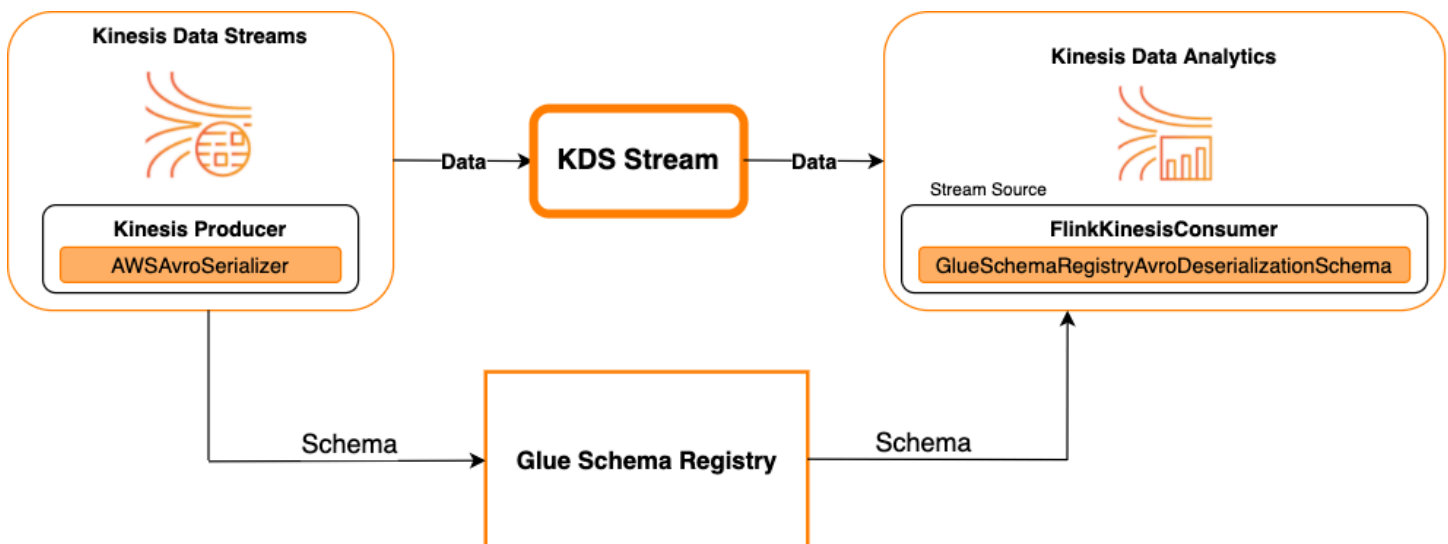 Kinesis Data Streams
Kinesis Producer
AWSAvroSerializer
Data
KDS Stream
Data
Kinesis Data Analytics
Stream Source
FlinkKinesisConsumer
GlueSchemaRegistryAvroDeserializationSchema
Schema
Glue Schema Registry
Schema